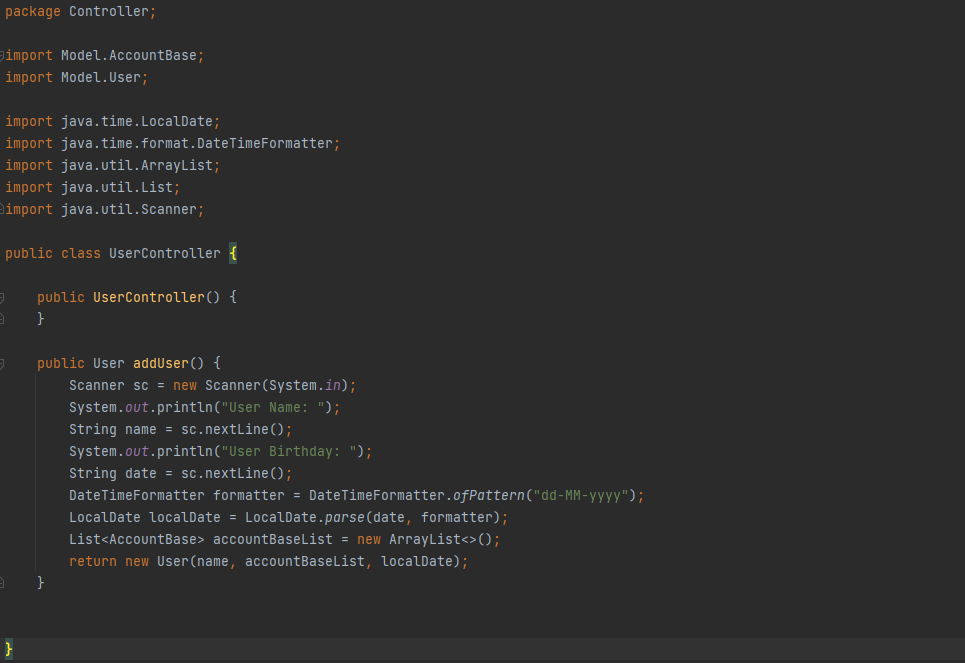 package Controller;
import Model.AccountBase;
import Model.User;
import java.time.LocalDate;
import java.time.format.DateTimeFormatter;
import java.util.ArrayList;
import java.util.List;
import java.util.Scanner;
public class UserController {
    public UserController() {
    }
    public User addUser() {
        Scanner sc = new Scanner(System.in);
        System.out.println("User Name: ");
        String name = sc.nextLine();
        System.out.println("User Birthday: ");
        String date = sc.nextLine();
        DateTimeFormatter formatter = DateTimeFormatter.ofPattern("dd-MM-yyyy");
        LocalDate localDate = LocalDate.parse(date, formatter);
        List<AccountBase> accountBaseList = new ArrayList<>();
        return new User(name, accountBaseList, localDate);
    }
}